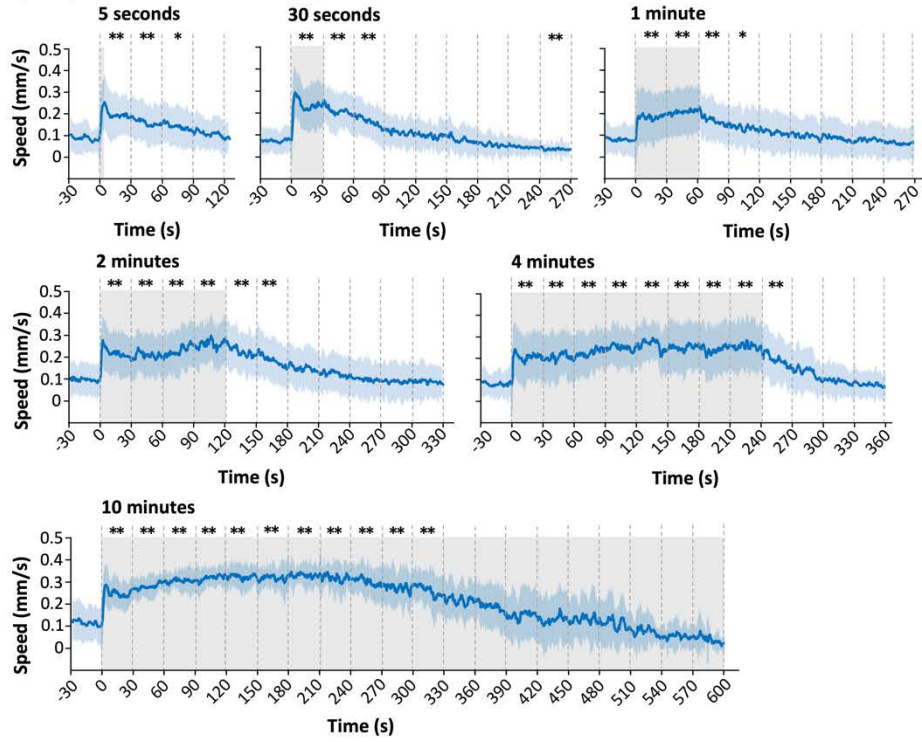 5 seconds
30 seconds
1 minute
** ** *
** ** ** **
** ** ** *
Speed (mm/s)
0.5
0.4
0.3
0.2
0.1
0
-30 0 30 60 90 120
-30 0 30 60 90 120 150 180 210 240 270
-30 0 30 60 90 120 150 180 210 240 270
Time (s)
Time (s)
Time (s)
2 minutes
4 minutes
** ** ** ** ** **
** ** ** ** ** ** ** ** **
Speed (mm/s)
0.5
0.4
0.3
0.2
0.1
0
-30 0 30 60 90 120 150 180 210 240 270 300 330
-30 0 30 60 90 120 150 180 210 240 270 300 360
Time (s)
Time (s)
10 minutes
** ** ** ** ** ** ** ** ** ** **
Speed (mm/s)
0.5
0.4
0.3
0.2
0.1
0
-30 0 30 60 90 120 150 180 210 240 270 300 330 360 390 420 450 480 510 540 570 600
Time (s)